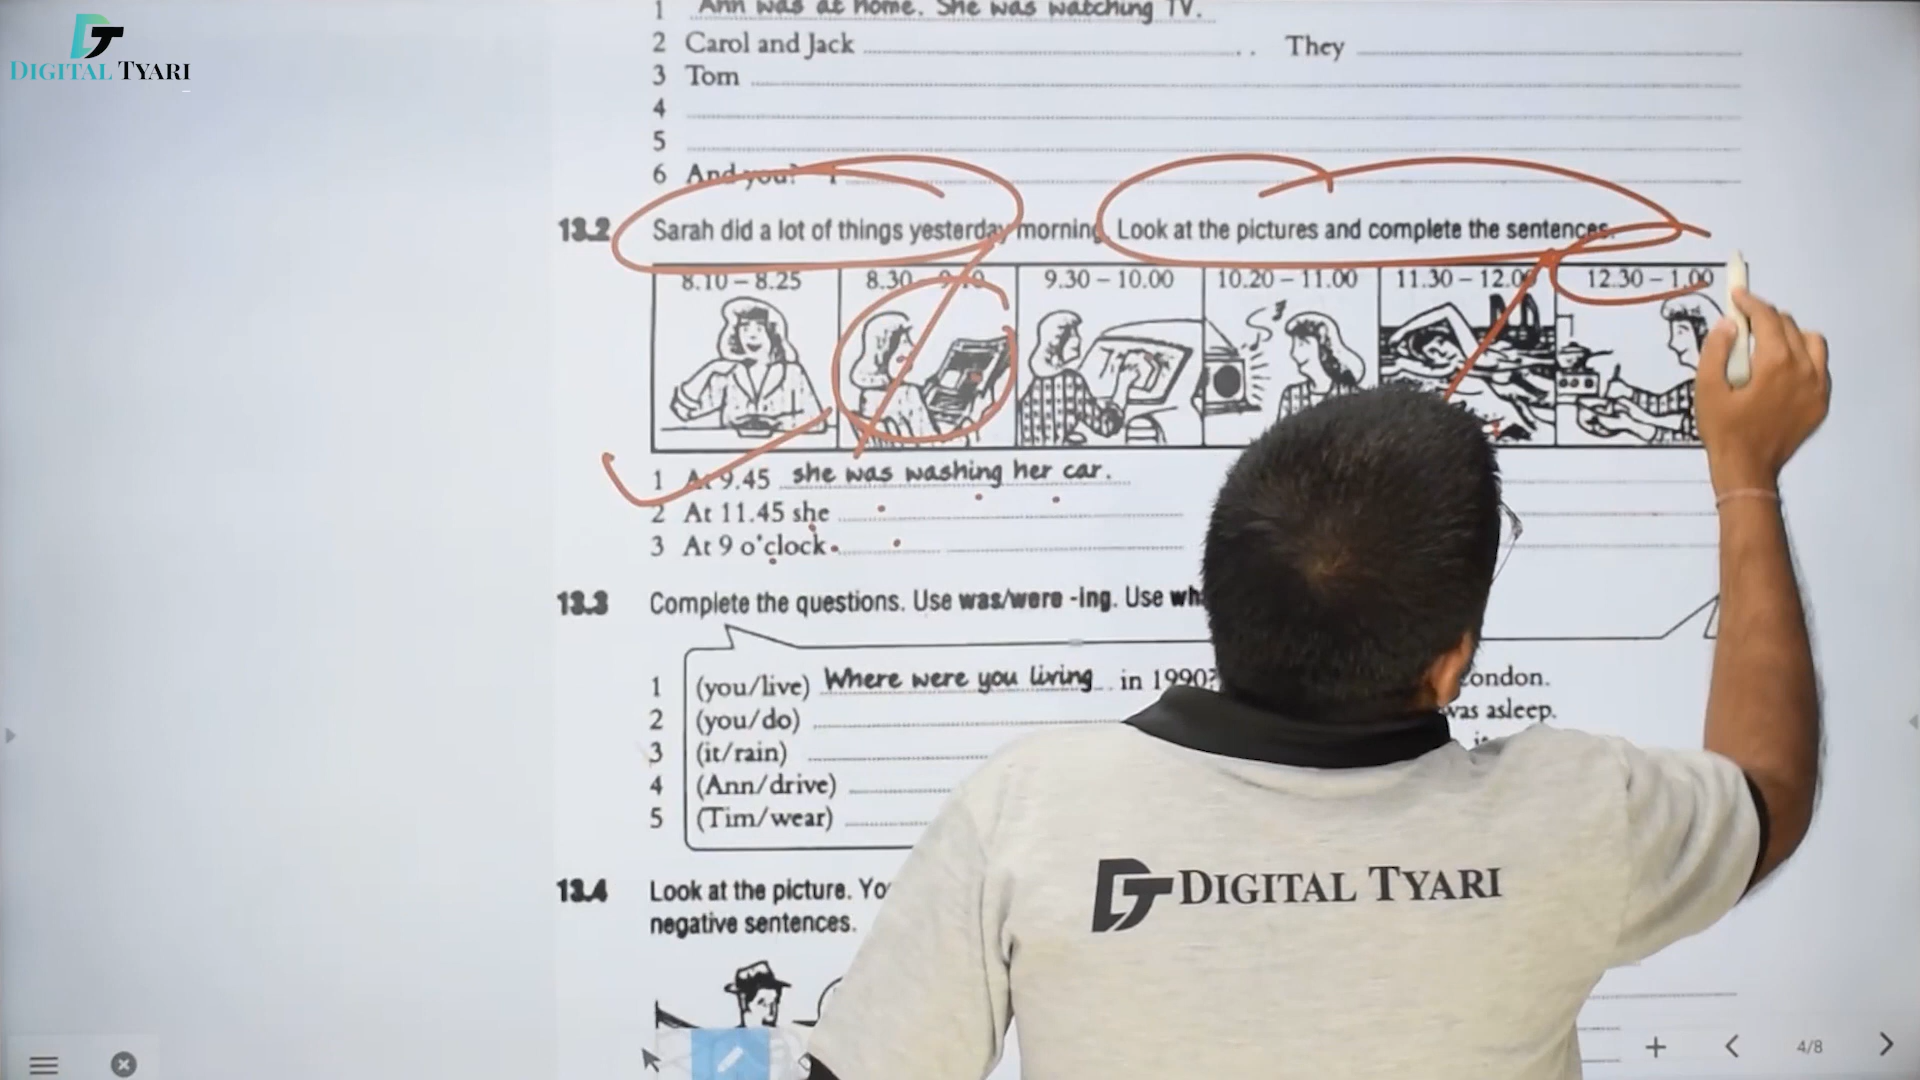 DIGITAL TYARI
1 Ann was at home. She was watching TV.
2 Carol and Jack . . They
3 Tom
4
5
6 And you? I
13.2 Sarah did a lot of things yesterday morning. Look at the pictures and complete the sentences.
8.10 – 8.25 8.30 – 9.10 9.30 – 10.00 10.20 – 11.00 11.30 – 12.00 12.30 – 1.00
1 At 9.45 she was washing her car.
2 At 11.45 she
3 At 9 o'clock
13.3 Complete the questions. Use was/were -ing. Use
1 (you/live) Where were you living in 1990? London.
2 (you/do) was asleep.
3 (it/rain)
4 (Ann/drive)
5 (Tim/wear)
13.4 Look at the picture.
negative sentences.
DIGITAL TYARI
4/8